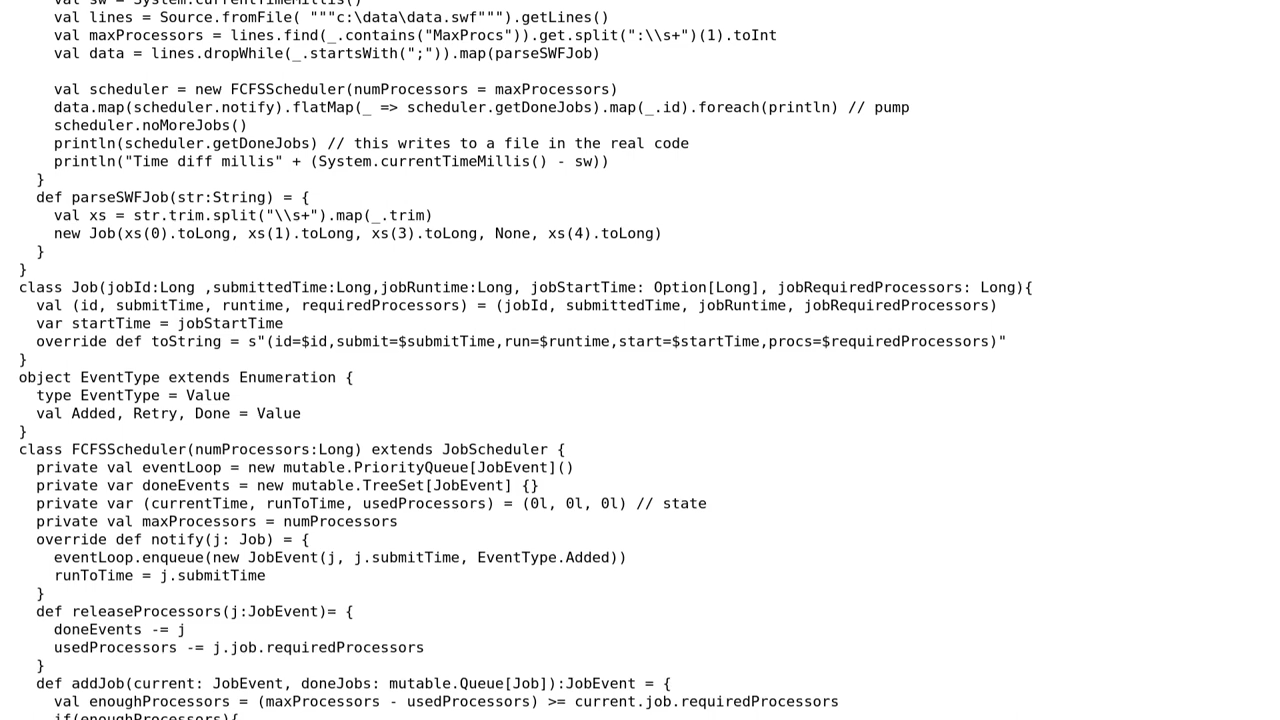 val sw = System.currentTimeMillis()
val lines = Source.fromFile( """c:\data\data.swf""").getLines()
val maxProcessors = lines.find(_.contains("MaxProcs")).get.split(":\\s+")(1).toInt
val data = lines.dropWhile(_.startsWith(";")).map(parseSWFJob)
val scheduler = new FCFSScheduler(numProcessors = maxProcessors)
data.map(scheduler.notify).flatMap(_ => scheduler.getDoneJobs).map(_.id).foreach(println) // pump
scheduler.noMoreJobs()
println(scheduler.getDoneJobs) // this writes to a file in the real code
println("Time diff millis" + (System.currentTimeMillis() - sw))
}
def parseSWFJob(str:String) = {
val xs = str.trim.split("\\s+").map(_.trim)
new Job(xs(0).toLong, xs(1).toLong, xs(3).toLong, None, xs(4).toLong)
}
}
class Job(jobId:Long ,submittedTime:Long,jobRuntime:Long, jobStartTime: Option[Long], jobRequiredProcessors: Long){
val (id, submitTime, runtime, requiredProcessors) = (jobId, submittedTime, jobRuntime, jobRequiredProcessors)
var startTime = jobStartTime
override def toString = s"(id=$id,submit=$submitTime,run=$runtime,start=$startTime,procs=$requiredProcessors)"
}
object EventType extends Enumeration {
type EventType = Value
val Added, Retry, Done = Value
}
class FCFSScheduler(numProcessors:Long) extends JobScheduler {
private val eventLoop = new mutable.PriorityQueue[JobEvent]()
private var doneEvents = new mutable.TreeSet[JobEvent] {}
private var (currentTime, runToTime, usedProcessors) = (0l, 0l, 0l) // state
private val maxProcessors = numProcessors
override def notify(j: Job) = {
eventLoop.enqueue(new JobEvent(j, j.submitTime, EventType.Added))
runToTime = j.submitTime
}
def releaseProcessors(j:JobEvent)= {
doneEvents -= j
usedProcessors -= j.job.requiredProcessors
}
def addJob(current: JobEvent, doneJobs: mutable.Queue[Job]):JobEvent = {
val enoughProcessors = (maxProcessors - usedProcessors) >= current.job.requiredProcessors
if(enoughProcessors){